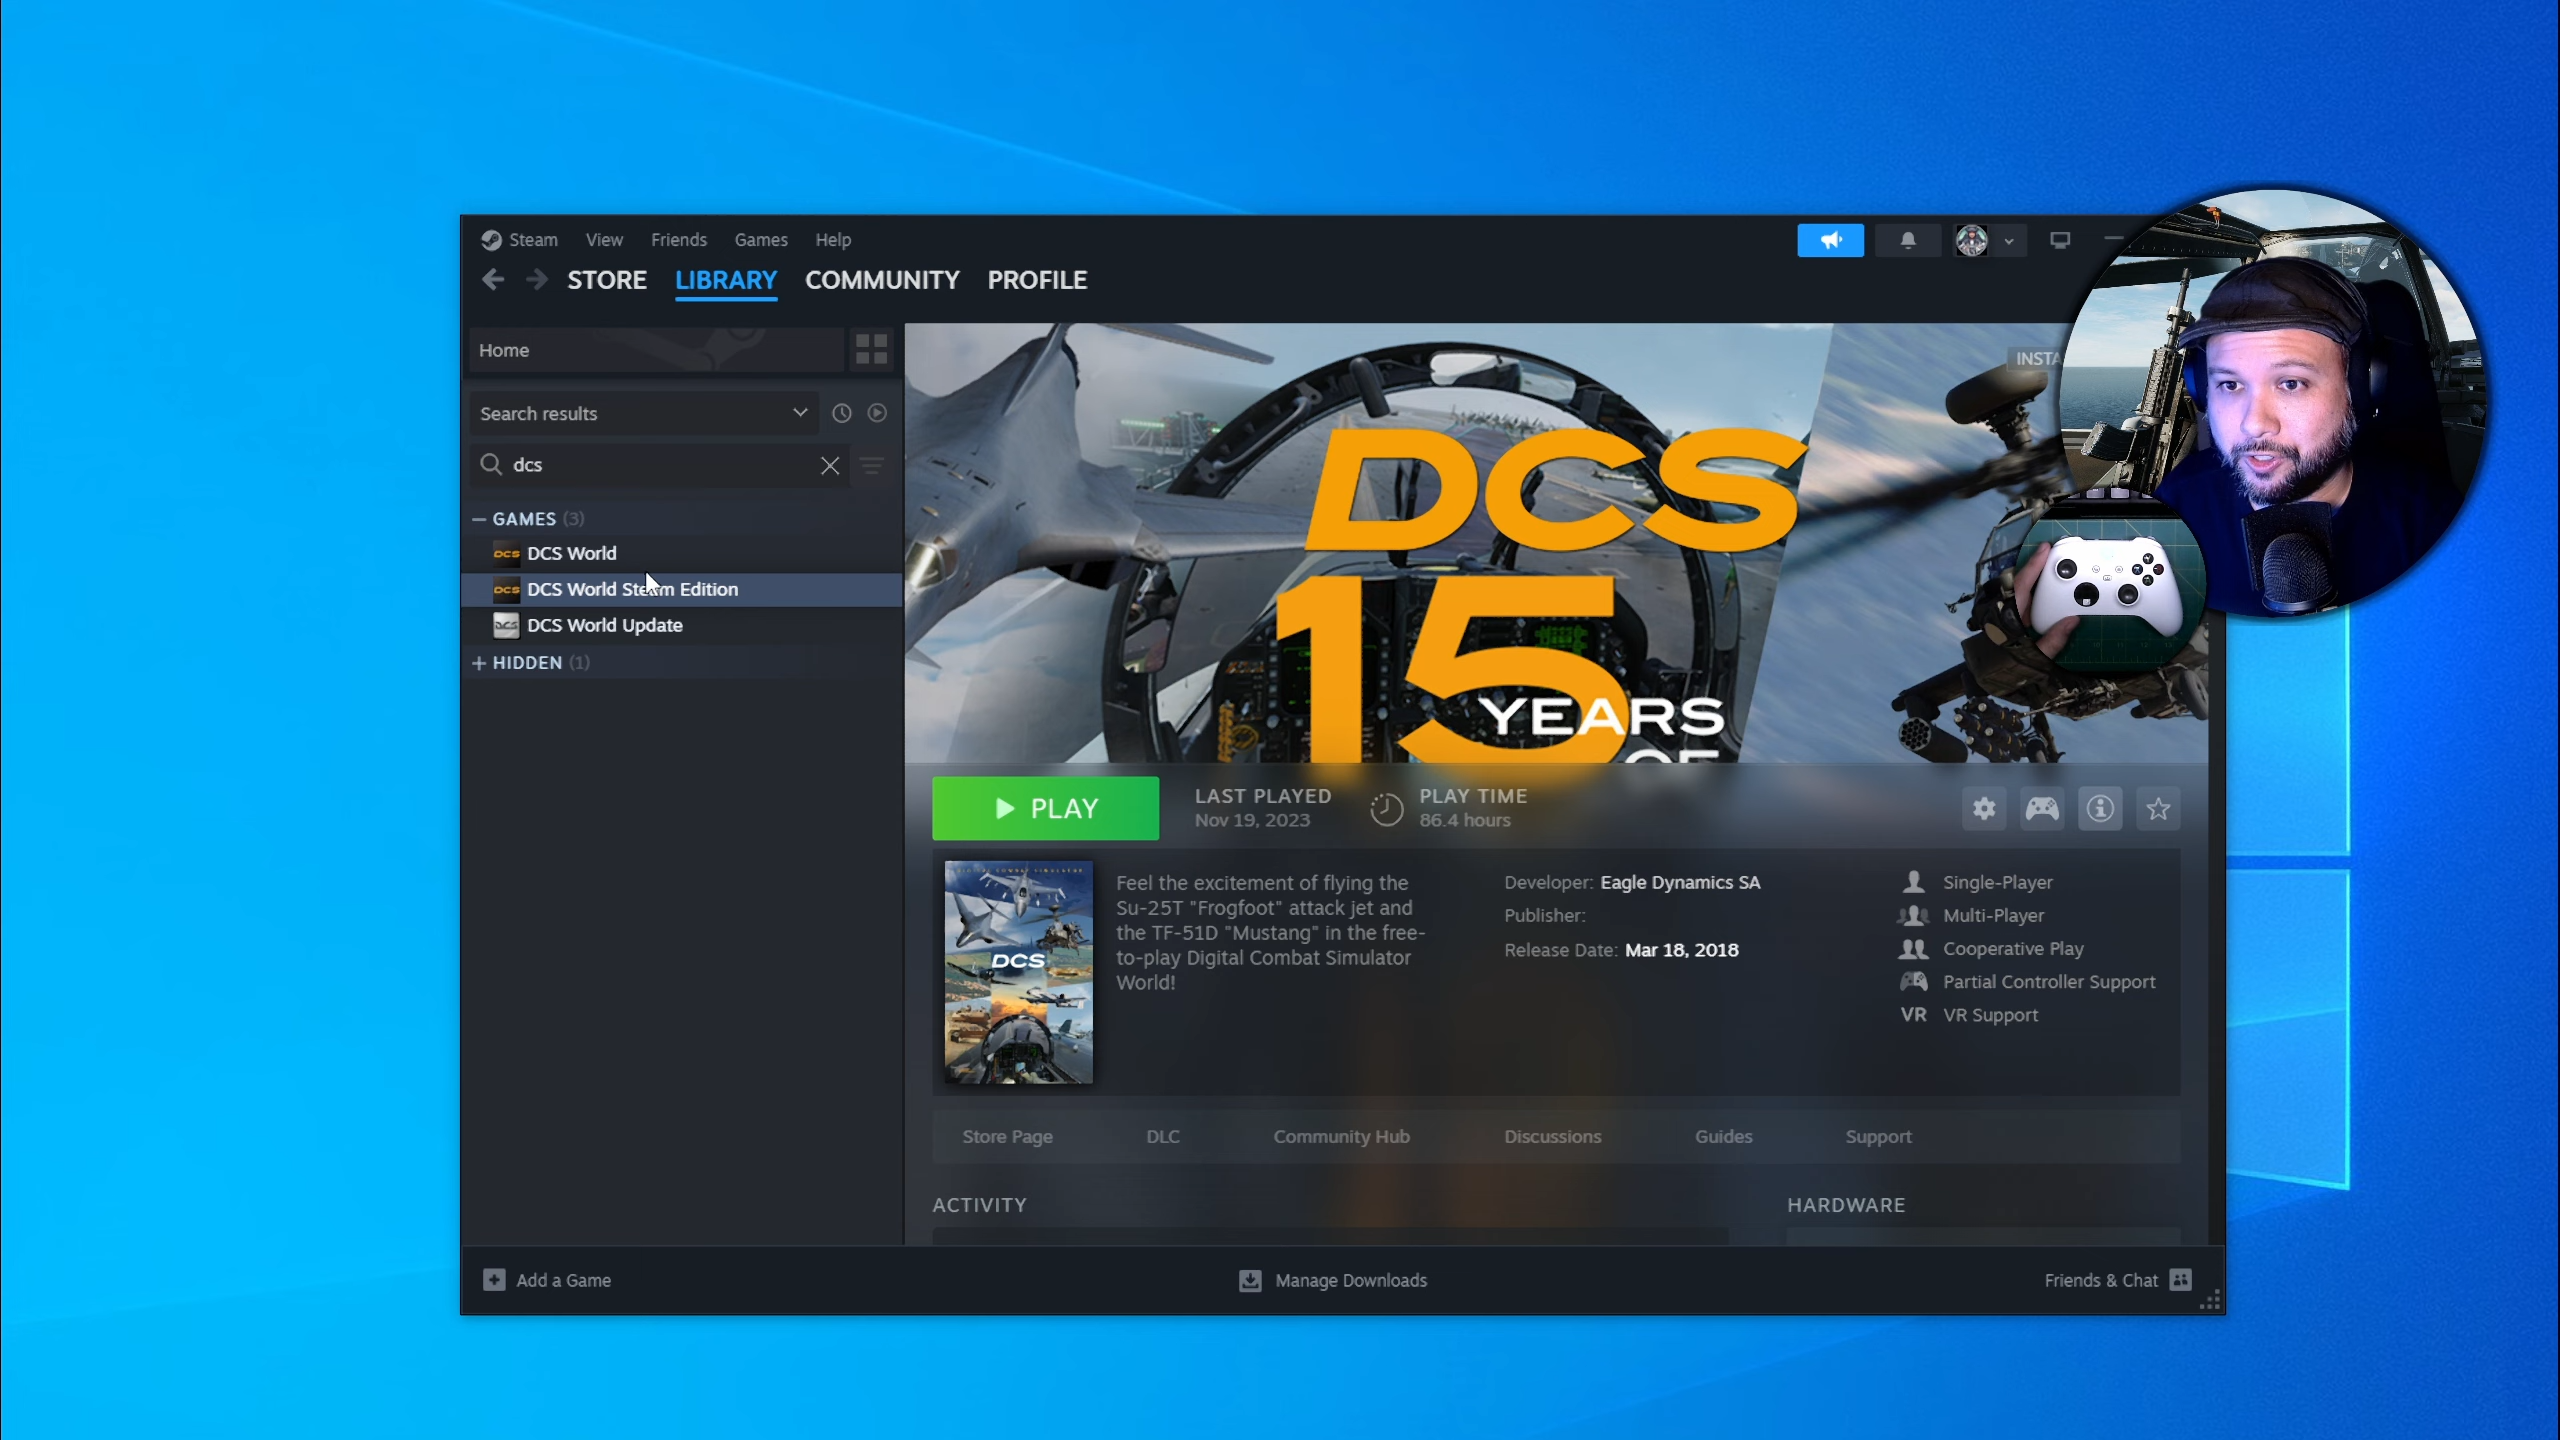 Steam View Friends Games Help
STORE LIBRARY COMMUNITY PROFILE
Home
Search results
dcs
GAMES (3)
DCS DCS World
DCS DCS World Steam Edition
DCS DCS World Update
HIDDEN (1)
INSTA
DCS
15
YEARS
OF
PLAY
LAST PLAYED
Nov 19, 2023
PLAY TIME
86.4 hours
DCS
Feel the excitement of flying the
Su-25T "Frogfoot" attack jet and
the TF-51D "Mustang" in the free-
to-play Digital Combat Simulator
World!
Developer: Eagle Dynamics SA
Publisher:
Release Date: Mar 18, 2018
Single-Player
Multi-Player
Cooperative Play
Partial Controller Support
VR VR Support
Store Page DLC Community Hub Discussions Guides Support
ACTIVITY
HARDWARE
Add a Game
Manage Downloads
Friends & Chat